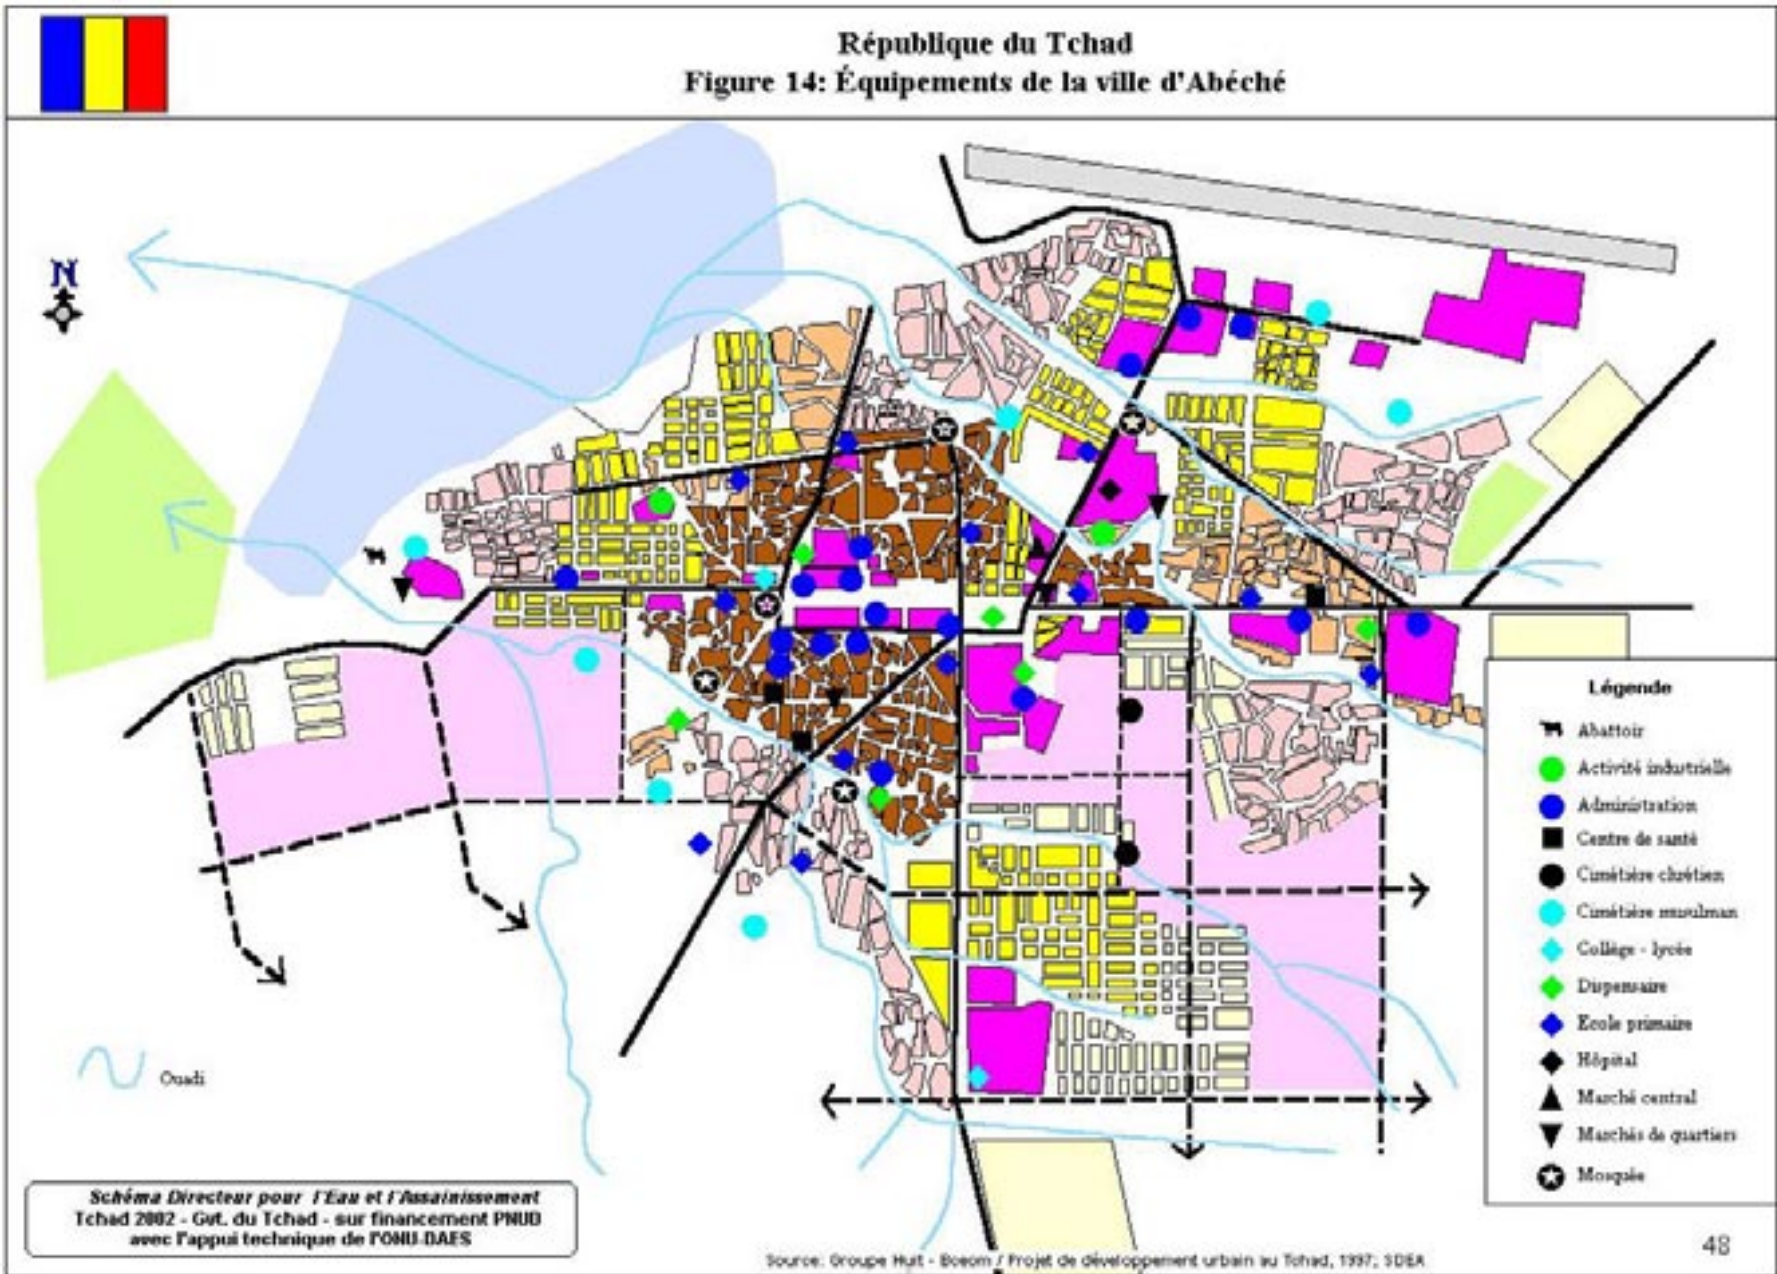 République du Tchad
Figure 14: Équipements de la ville d'Abéché
N
Légende
Abattoir
Activité industrielle
Administration
Centre de santé
Cimétière chrétien
Cimétière musulman
Collège - lycée
Dispensaire
Ecole primaire
Hôpital
Marché central
Marchés de quartiers
Mosquée
Ouadi
Schéma Directeur pour l'Eau et l'Assainissement
Tchad 2002 - Gvt. du Tchad - sur financement PNUD
avec l'appui technique de l'ONU-DAES
Source: Groupe Huit - Bceom / Projet de développement urbain au Tchad, 1997; SDEA
48